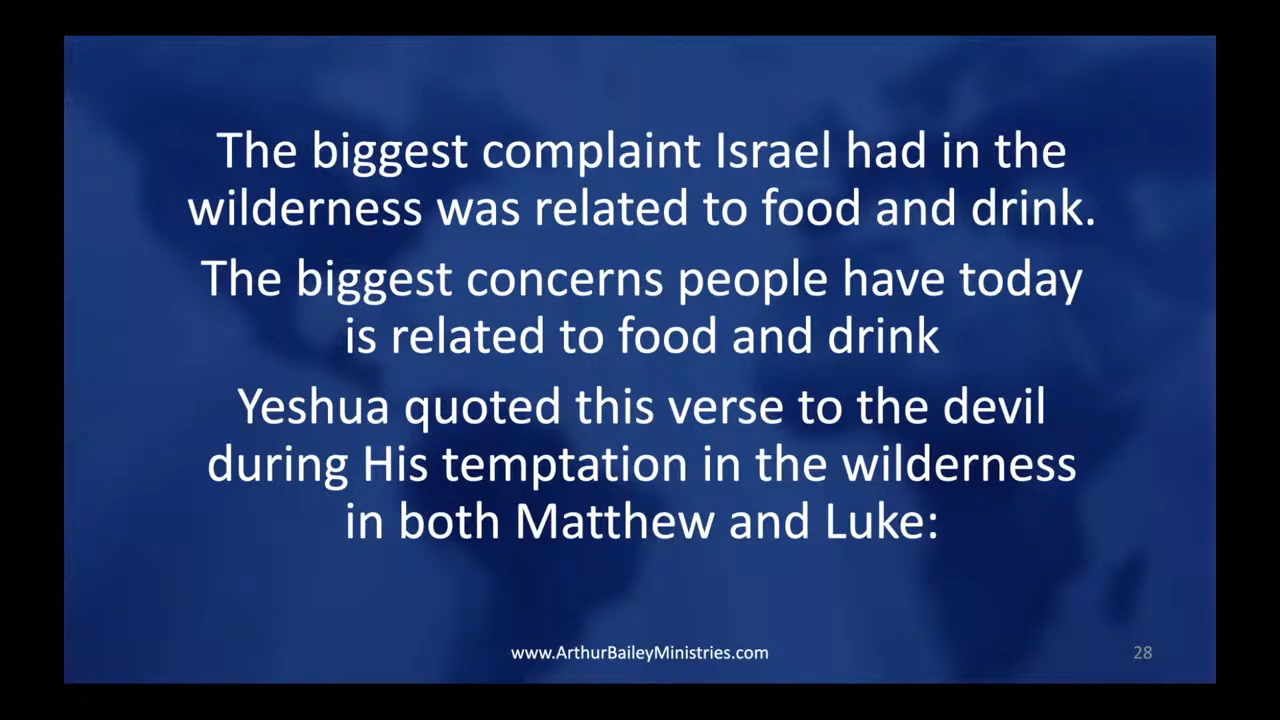 The biggest complaint Israel had in the
wilderness was related to food and drink.
The biggest concerns people have today
is related to food and drink
Yeshua quoted this verse to the devil
during His temptation in the wilderness
in both Matthew and Luke:
www.ArthurBaileyMinistries.com
28